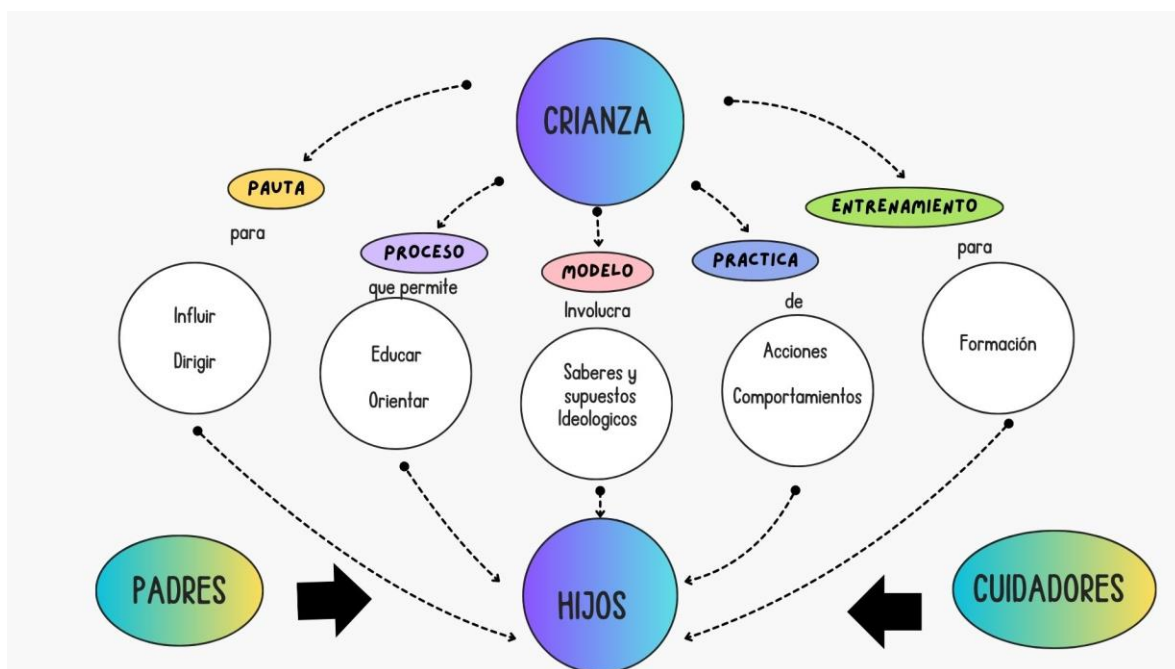 CRIANZA
PAUTA
para
Influir
Dirigir
PROCESO
que permite
Educar
Orientar
MODELO
Involucra
Saberes y
supuestos
Ideologicos
PRACTICA
de
Acciones
Comportamientos
ENTRENAMIENTO
para
Formación
PADRES
HIJOS
CUIDADORES